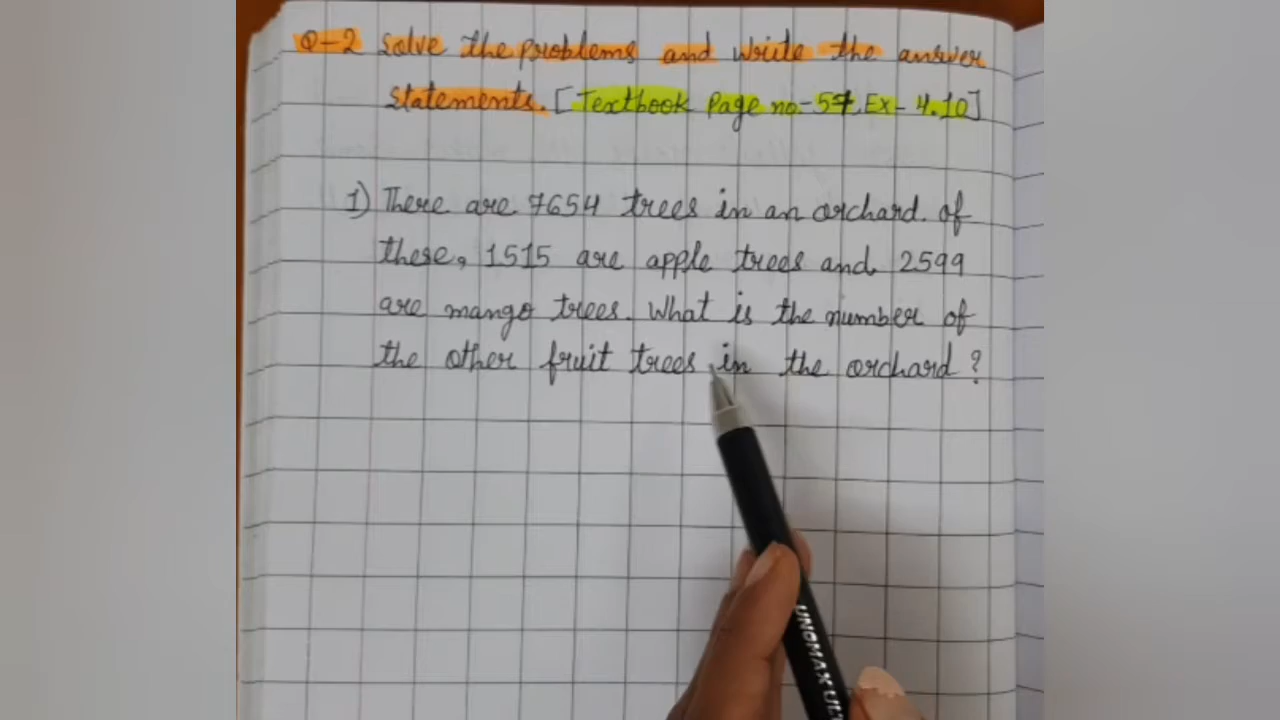 Q-2 Solve the problems and write the answer
statements. [Textbook Page no-57, Ex- 4.10]
1) There are 7654 trees in an orchard. Of
these, 1515 are apple trees and 2599
are mango trees. What is the number of
the other fruit trees in the orchard?
UNOMAX ULT